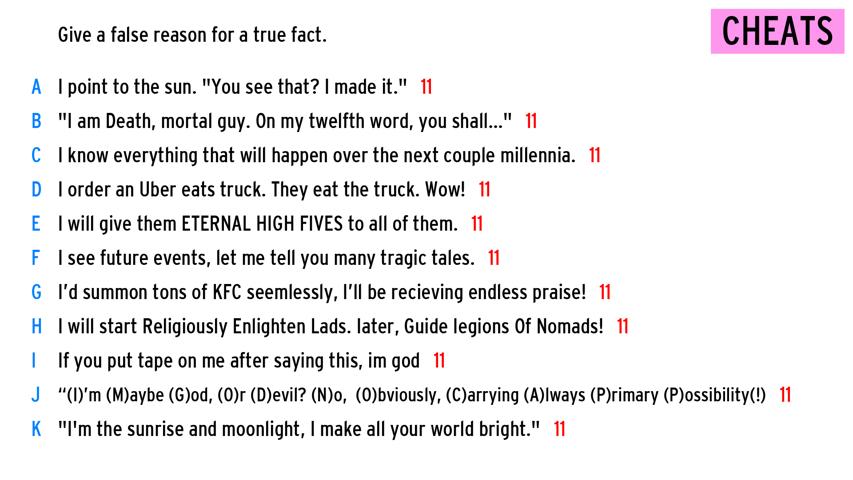 CHEATS
Give a false reason for a true fact.
A I point to the sun. "You see that? I made it." 11
B "I am Death, mortal guy. On my twelfth word, you shall..." 11
C I know everything that will happen over the next couple millennia. 11
D I order an Uber eats truck. They eat the truck. Wow! 11
E I will give them ETERNAL HIGH FIVES to all of them. 11
F I see future events, let me tell you many tragic tales. 11
G I'd summon tons of KFC seemlessly, I'll be recieving endless praise! 11
H I will start Religiously Enlighten Lads. later, Guide legions Of Nomads! 11
I If you put tape on me after saying this, im god 11
J “(I)'m (M)aybe (G)od, (O)r (D)evil? (N)o, (O)bviously, (C)arrying (A)lways (P)rimary (P)ossibility(!) 11
K "I'm the sunrise and moonlight, I make all your world bright." 11